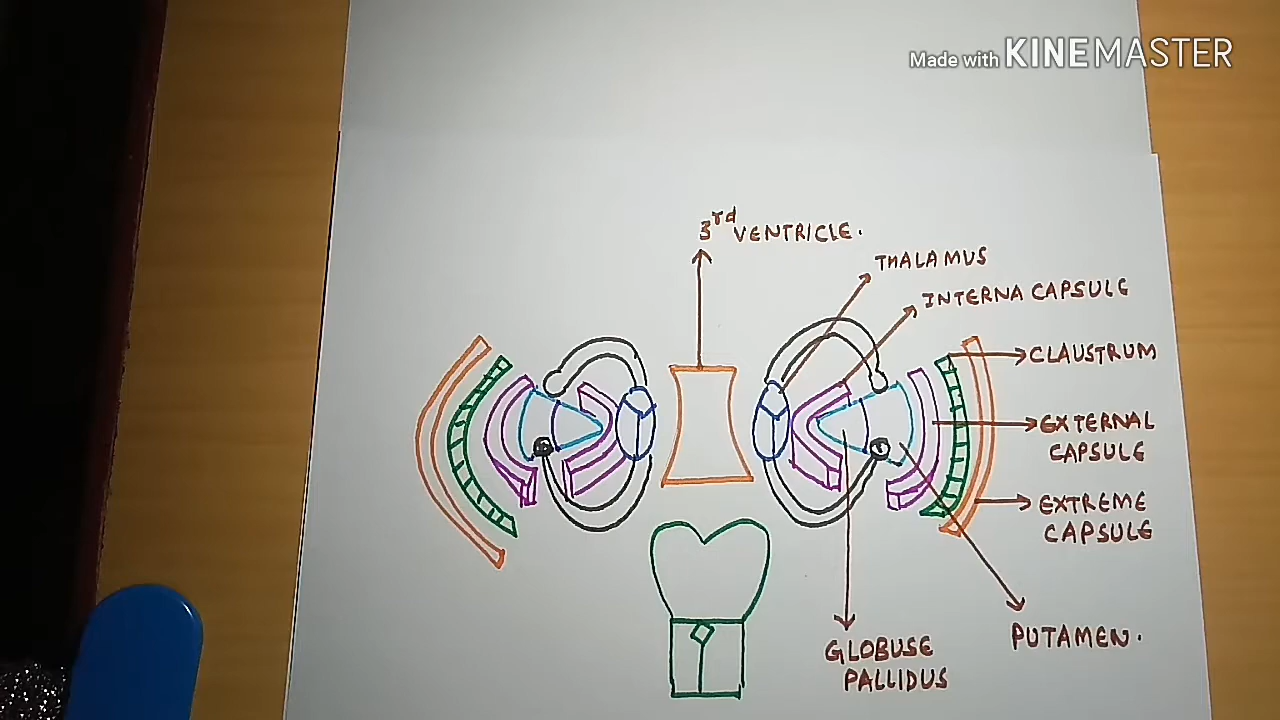 Made with KINEMASTER
3rd VENTRICLE.
THALAMUS
INTERNA CAPSULE
CLAUSTRUM
EXTERNAL
CAPSULE
EXTREME
CAPSULE
PUTAMEN.
GLOBUSE
PALLIDUS